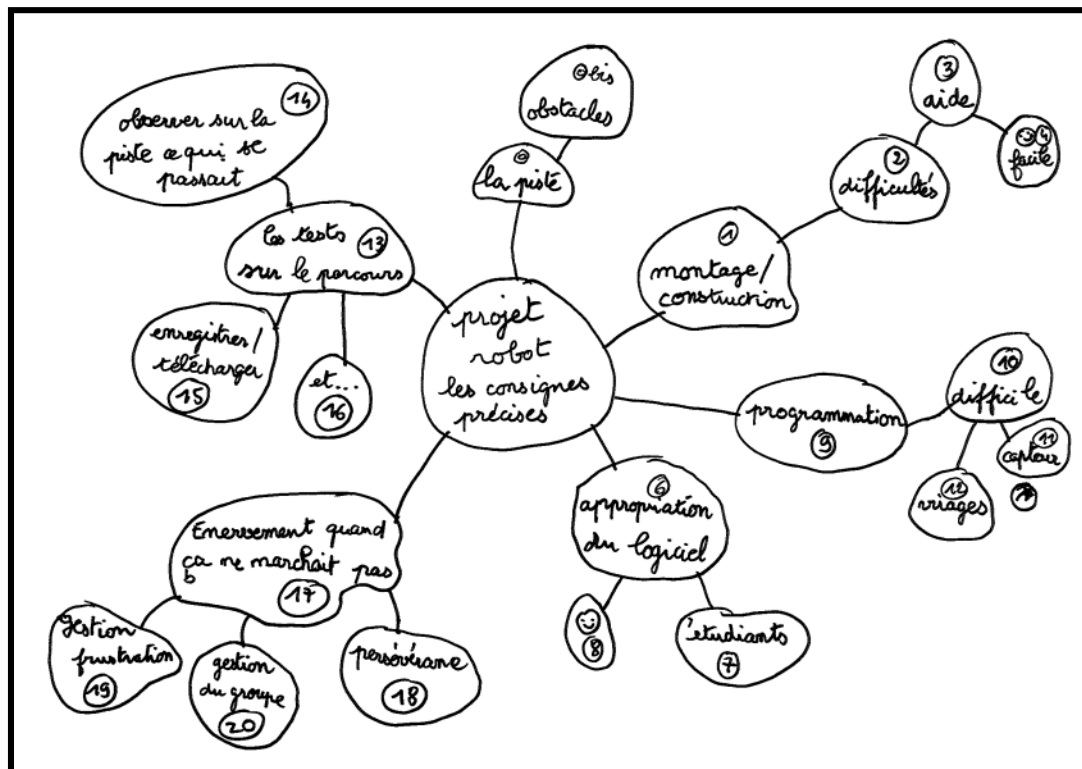 projet
robot
les consignes
précises
⓪
la piste
⓪bis
obstacles
①
montage/
construction
②
difficultés
③
aide
④
facile
programmation
⑨
⑩
difficile
⑪
capteur
⑫
virages
⑥
appropriation
du logiciel
étudiants
⑦
⑧
les tests ⑬
sur le parcours
⑭
observer sur la
piste ce qui se
passait
enregistrer/
télécharger
⑮
et...
⑯
Enervement quand
ça ne marchait pas
⑰
persévérance
⑱
gestion
frustration
⑲
gestion
du groupe
⑳